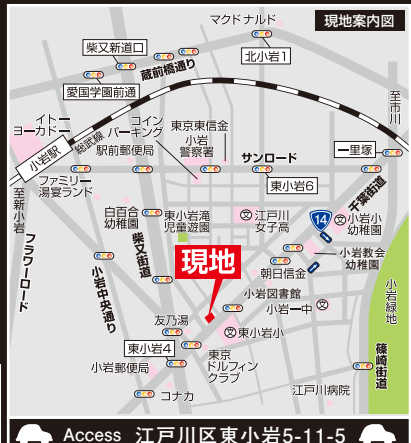 現地案内図
マクドナルド
柴又新道口
北小岩1
蔵前橋通り
愛国学園前通
至市川
イトー
ヨーカドー
コイン
パーキング
東京東信金
小岩
警察署
総武線
駅前郵便局
小岩駅
サンロード
一里塚
ファミリー
湯宴ランド
東小岩6
千葉街道
至新小岩
フラワーロード
白百合
幼稚園
柴又街道
東小岩滝
児童遊園
文江戸川
女子高
14
文小岩小
幼稚園
小岩教会
幼稚園
現地
朝日信金
小岩中央通り
小岩図書館
小岩一中文
小岩緑地
友乃湯
東小岩4
文東小岩小
小岩郵便局
東京
ドルフィン
クラブ
篠崎街道
コナカ
江戸川病院
Access 江戸川区東小岩5-11-5